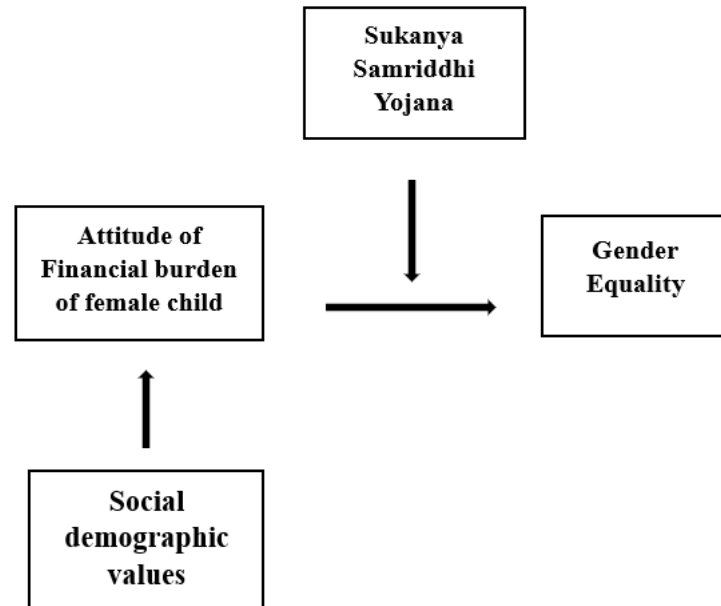 Sukanya
Samriddhi
Yojana
Attitude of
Financial burden
of female child
Gender
Equality
Social
demographic
values